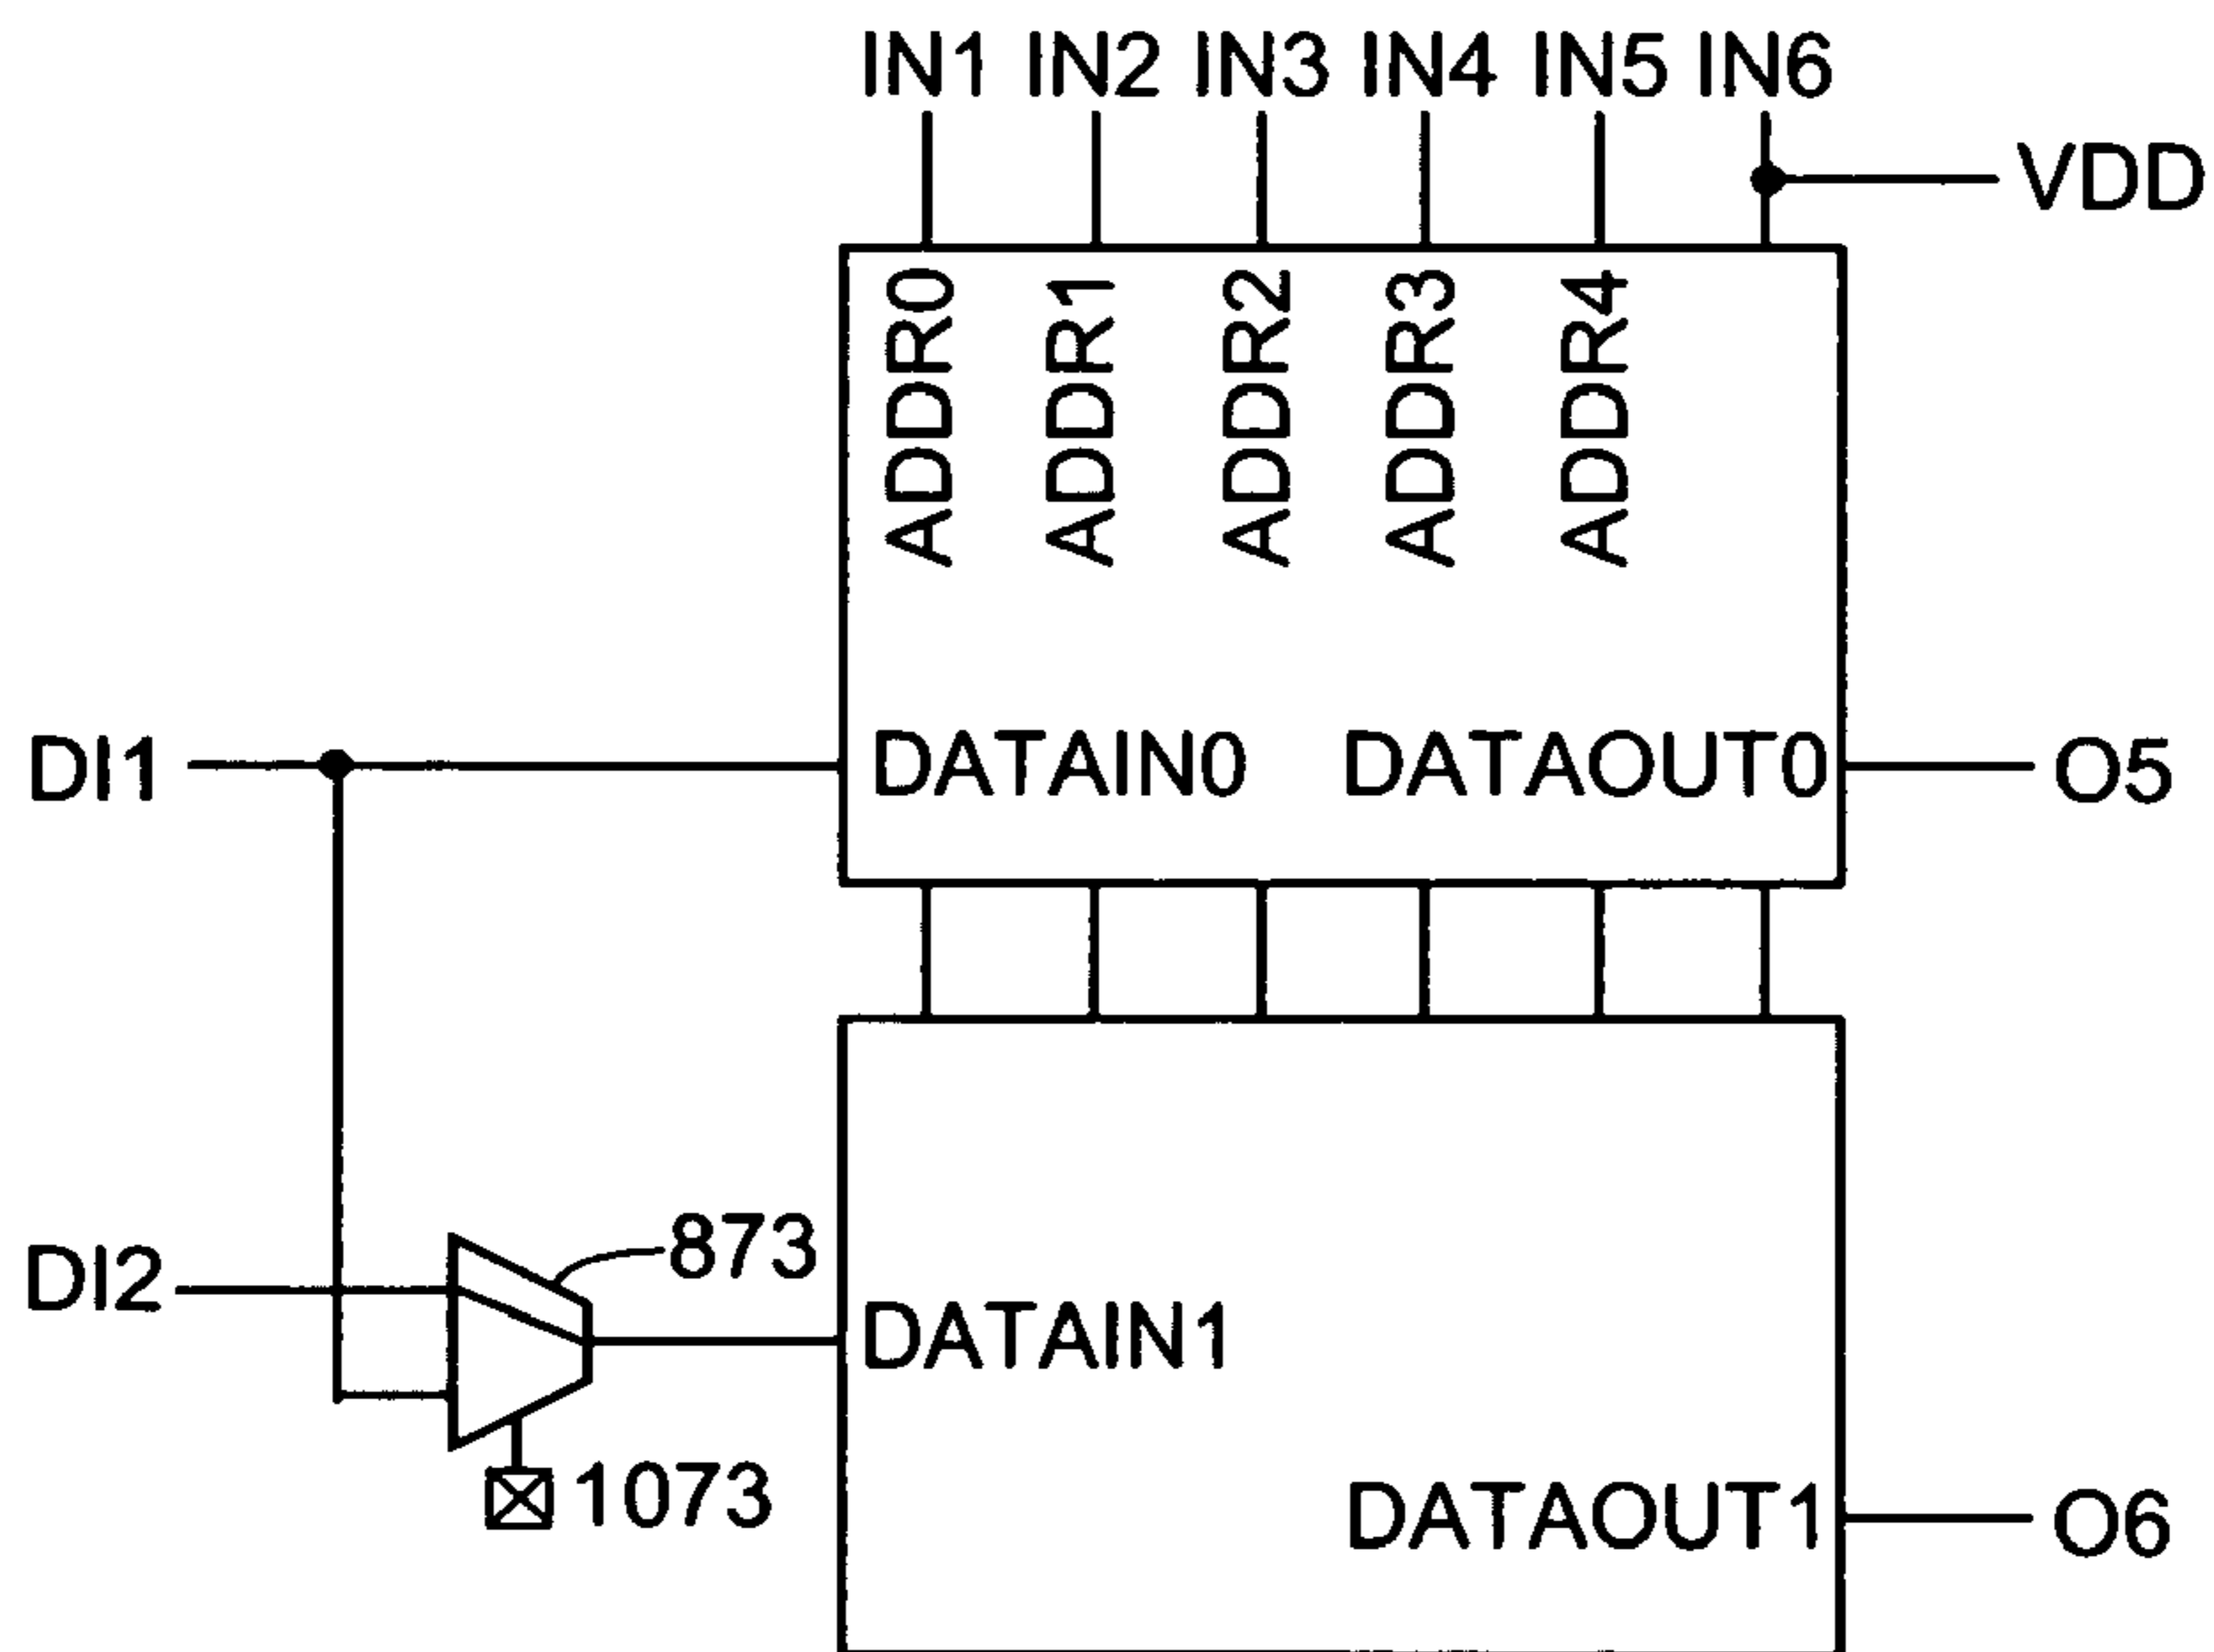 IN1 IN2 IN3 IN4 IN5 IN6
VDD
ADDR0 ADDR1 ADDR2 ADDR3 ADDR4
DI1 DATAIN0 DATAOUT0 O5
873
DI2
DATAIN1
1073
DATAOUT1 O6